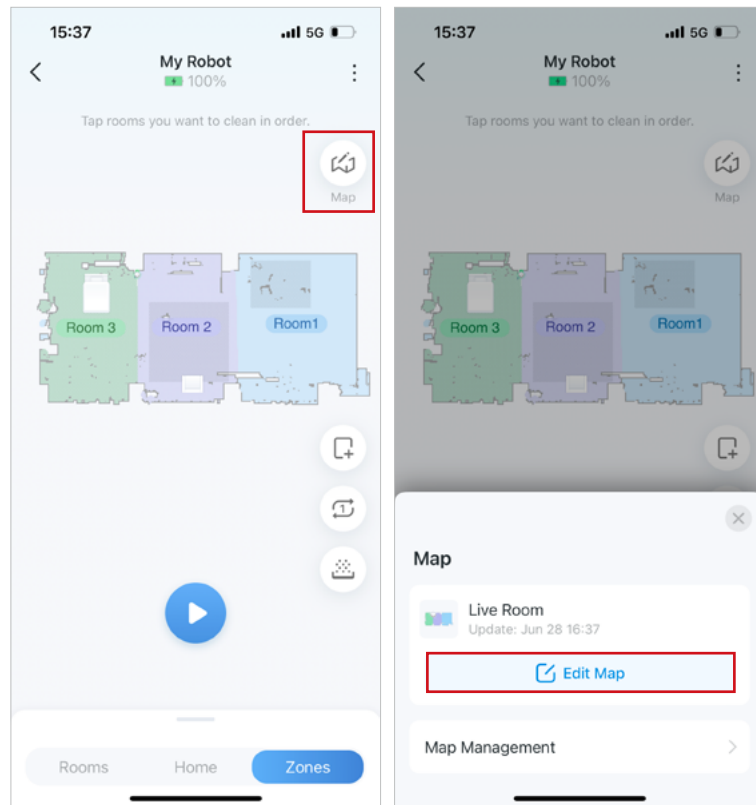 15:37
5G
My Robot
100%
Tap rooms you want to clean in order.
Map
Room 3
Room 2
Room1
1
Rooms
Home
Zones
15:37
5G
My Robot
100%
Tap rooms you want to clean in order.
Map
Room 3
Room 2
Room1
Map
Live Room
Update: Jun 28 16:37
Edit Map
Map Management